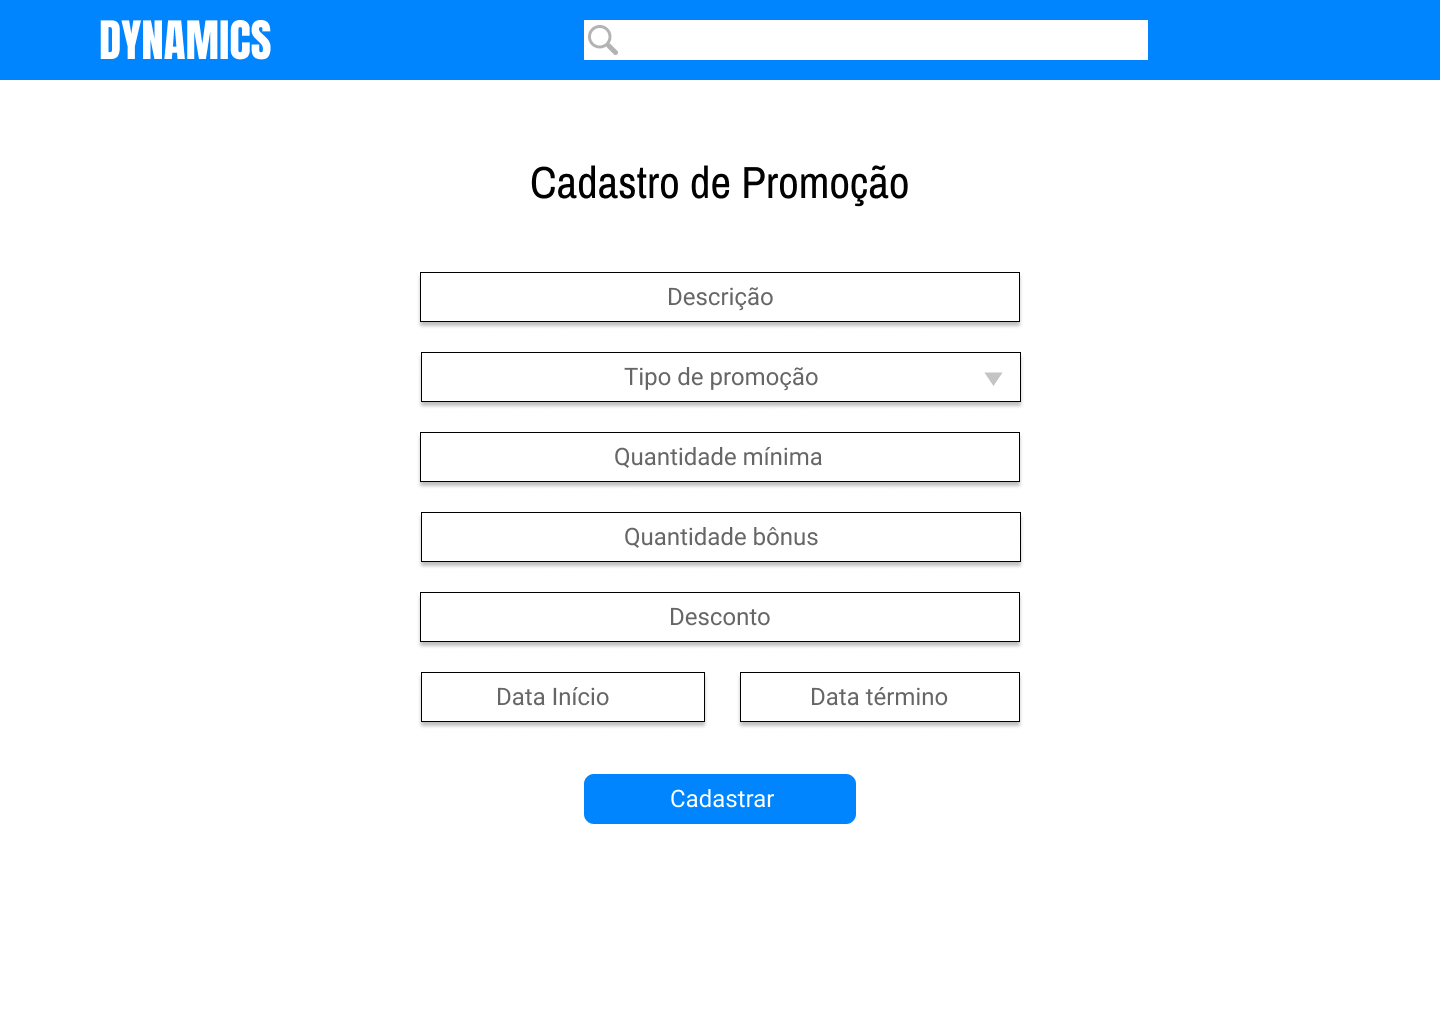 DYNAMICS
Cadastro de Promoção
Descrição
Tipo de promoção
Quantidade mínima
Quantidade bônus
Desconto
Data Início
Data término
Cadastrar